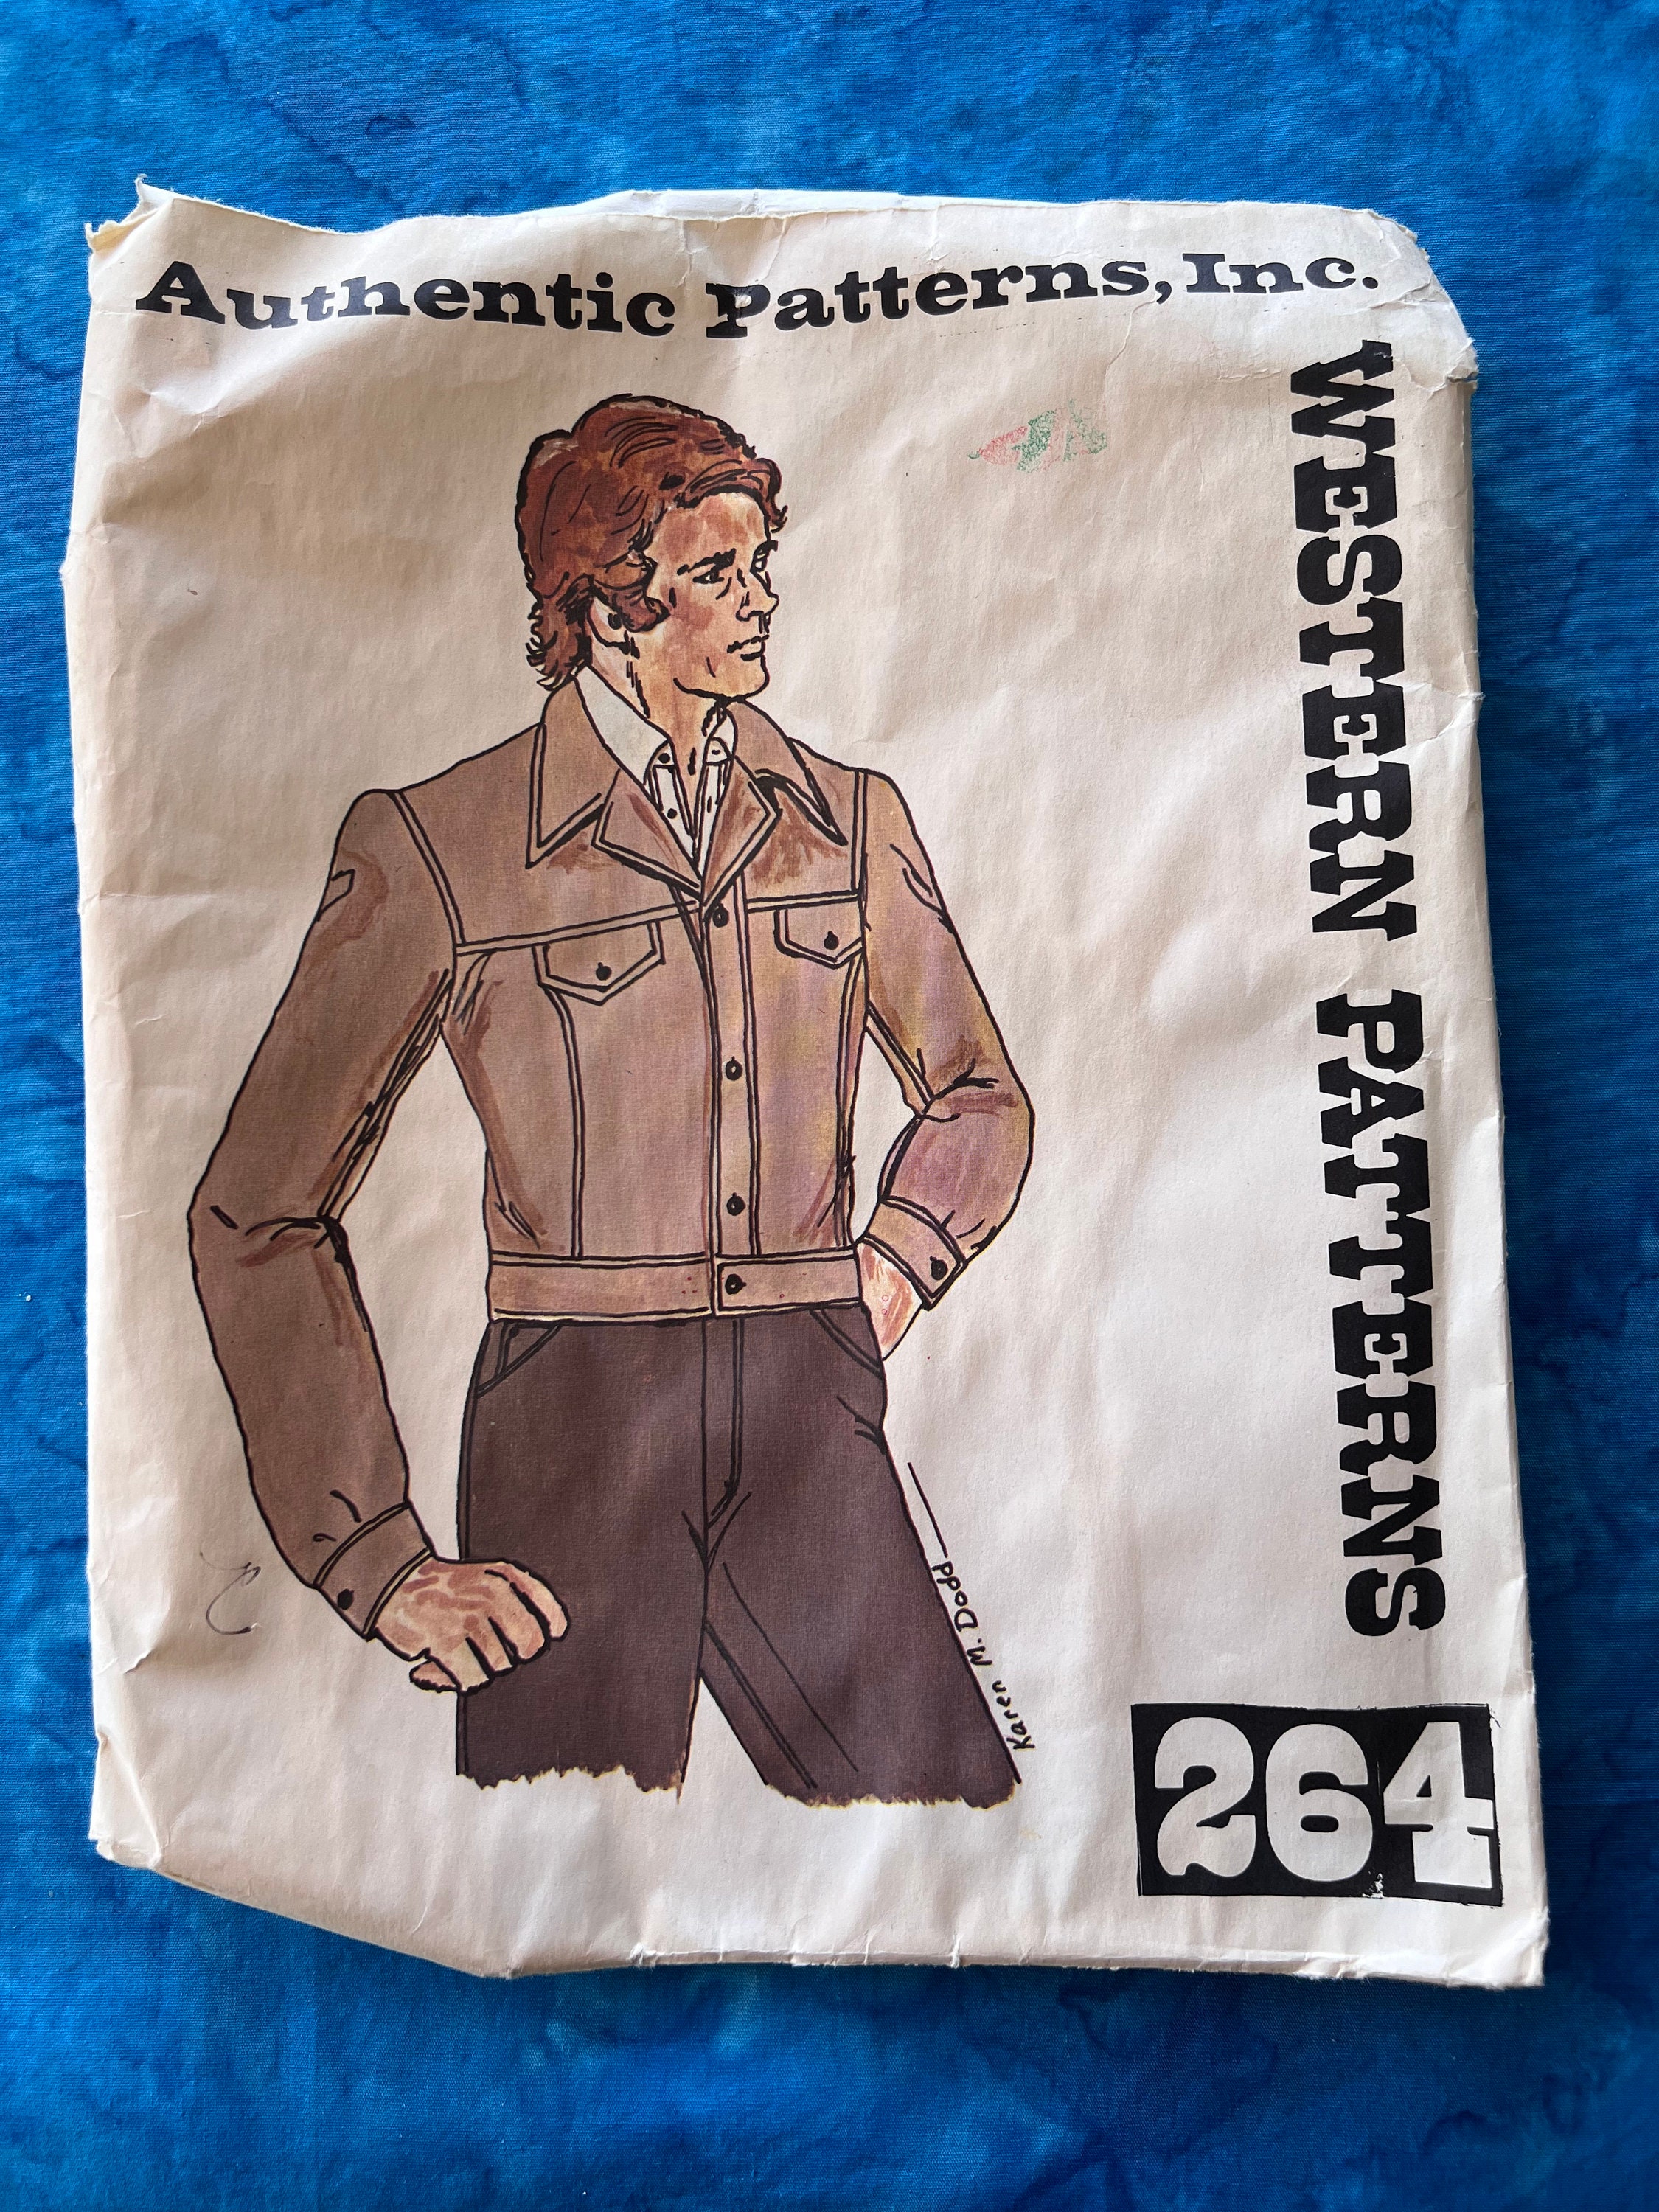 Authentic Patterns, Inc.
WESTERN PATTERNS
Karen M. Dodd
264